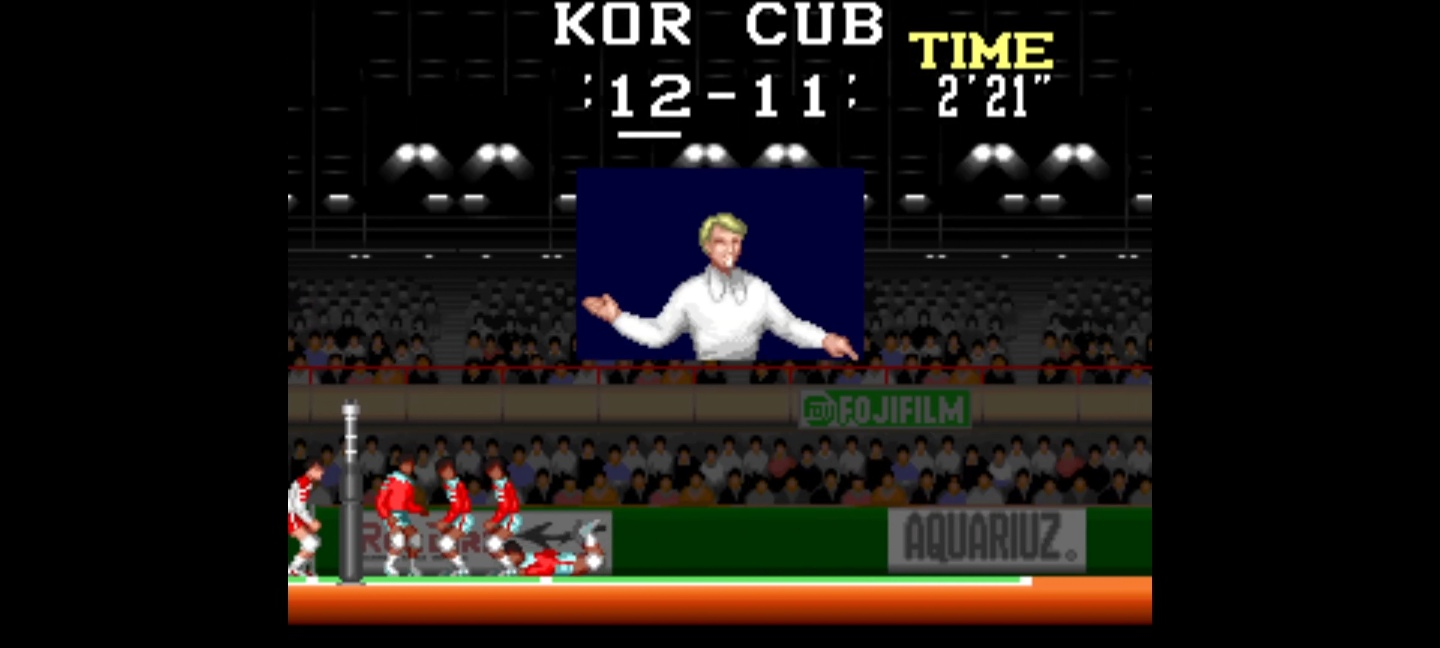 KOR CUB
TIME
12-11
2'21"
FOJIFILM
AQUARIUZ.